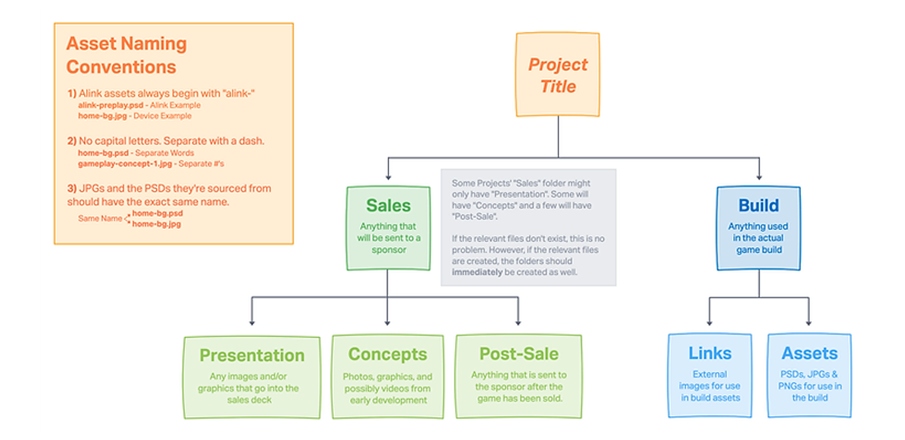 Asset Naming
Conventions
1) Alink assets always begin with "alink-"
alink-preplay.psd - Alink Example
home-bg.jpg - Device Example
2) No capital letters. Separate with a dash.
home-bg.psd - Separate Words
gameplay-concept-1.jpg - Separate #'s
3) JPGs and the PSDs they're sourced from
should have the exact same name.
Same Name
home-bg.psd
home-bg.jpg
Project
Title
Sales
Anything that
will be sent to a
sponsor
Some Projects' "Sales" folder might
only have "Presentation". Some will
have "Concepts" and a few will have
"Post-Sale".
If the relevant files don't exist, this is no
problem. However, if the relevant files
are created, the folders should
immediately be created as well.
Build
Anything used
in the actual
game build
Presentation
Any images and/or
graphics that go into the
sales deck
Concepts
Photos, graphics, and
possibly videos from
early development
Post-Sale
Anything that is sent to
the sponsor after the
game has been sold.
Links
External
images for use
in build assets
Assets
PSDs, JPGs &
PNGs for use in
the build